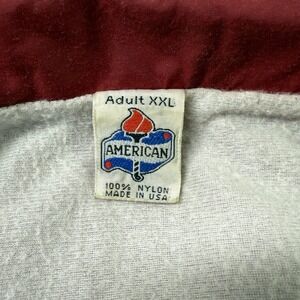 Adult XXL
AMERICAN
100% NYLON
MADE IN USA